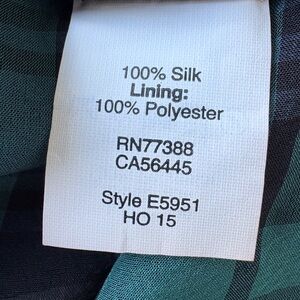 100% Silk
Lining:
100% Polyester
RN77388
CA56445
Style E5951
HO 15